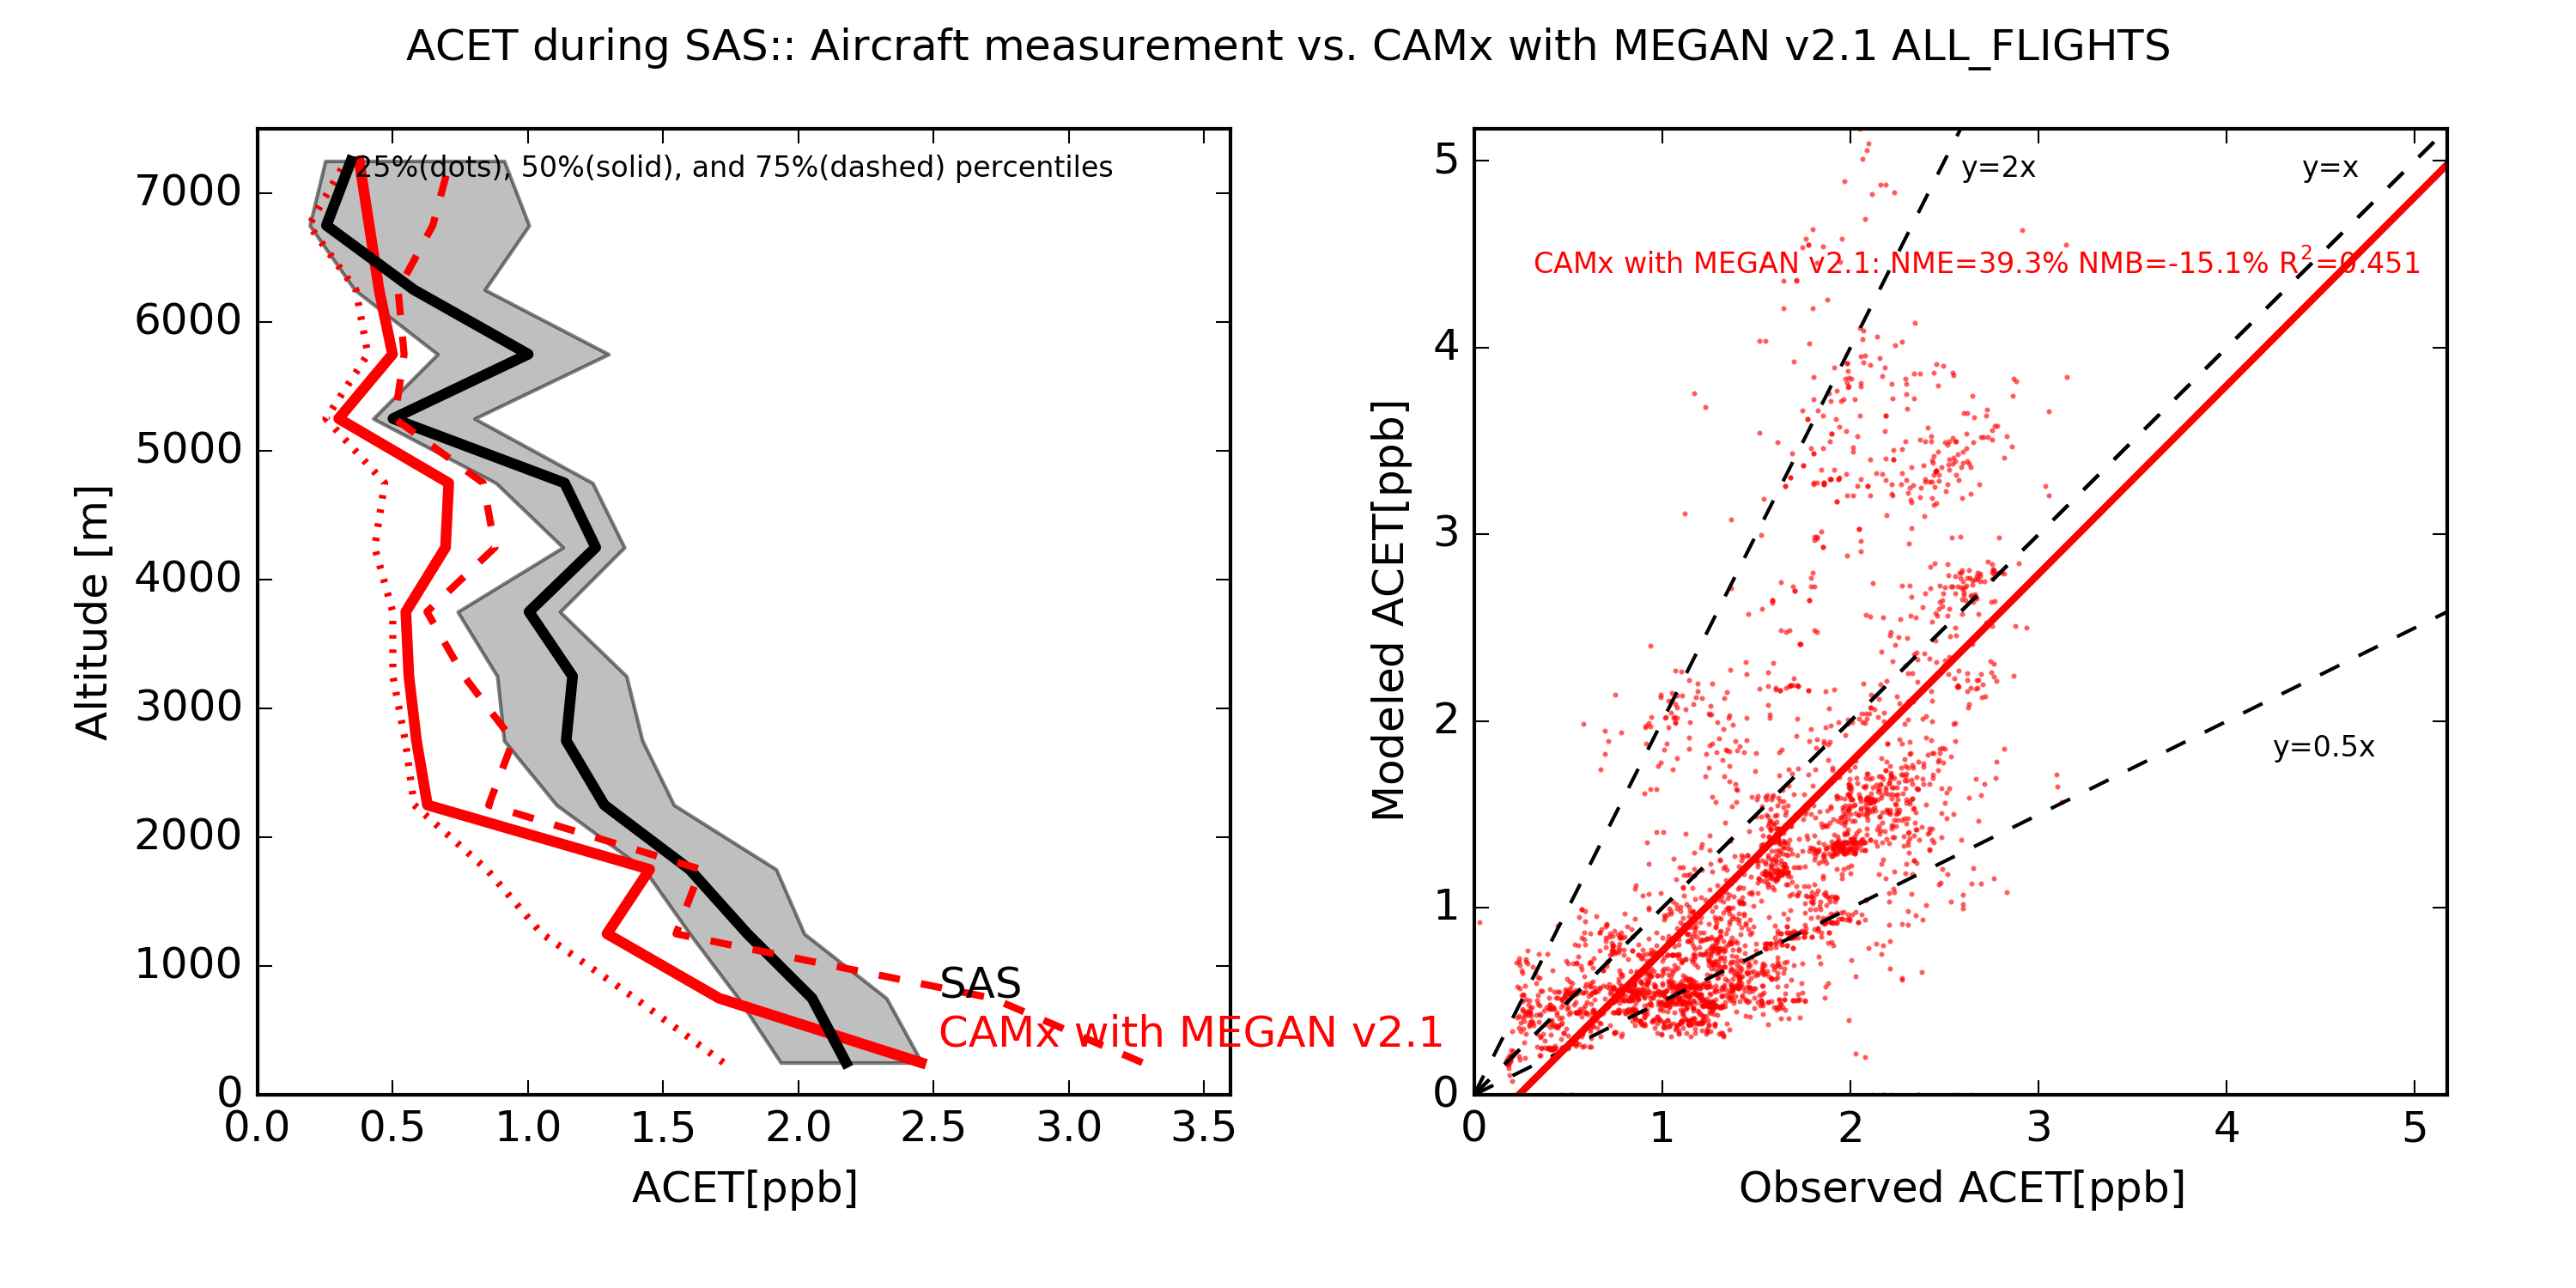 ACET during SAS:: Aircraft measurement vs. CAMx with MEGAN v2.1 ALL_FLIGHTS
25%(dots), 50%(solid), and 75%(dashed) percentiles
7000
6000
5000
4000
3000
2000
1000
0
Altitude [m]
SAS
CAMx with MEGAN v2.1
0.0 0.5 1.0 1.5 2.0 2.5 3.0 3.5
ACET[ppb]
y=2x
y=x
CAMx with MEGAN v2.1: NME=39.3% NMB=-15.1% R²=0.451
y=0.5x
5
4
3
2
1
0
Modeled ACET[ppb]
0 1 2 3 4 5
Observed ACET[ppb]